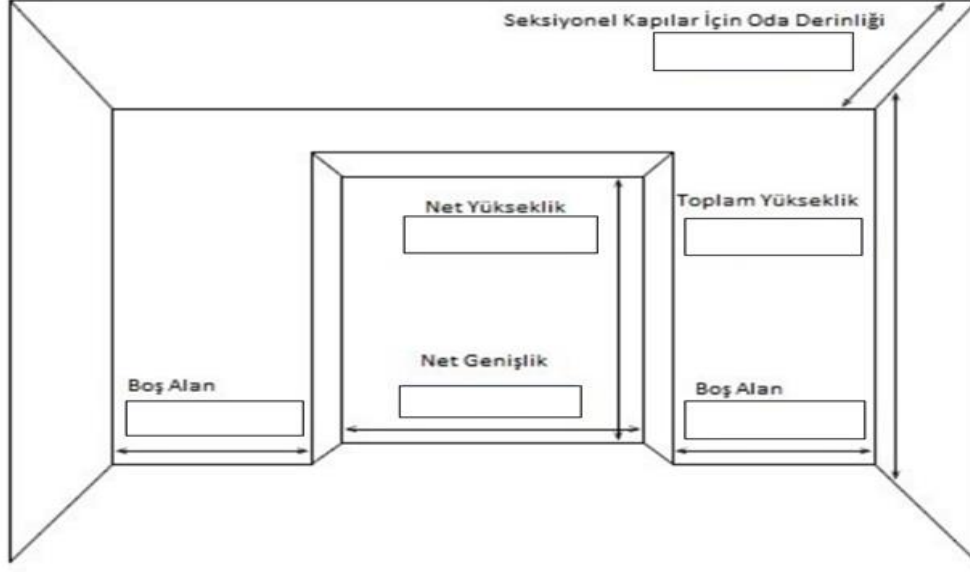 Seksiyonel Kapılar İçin Oda Derinliği
Net Yükseklik
Toplam Yükseklik
Net Genişlik
Boş Alan
Boş Alan